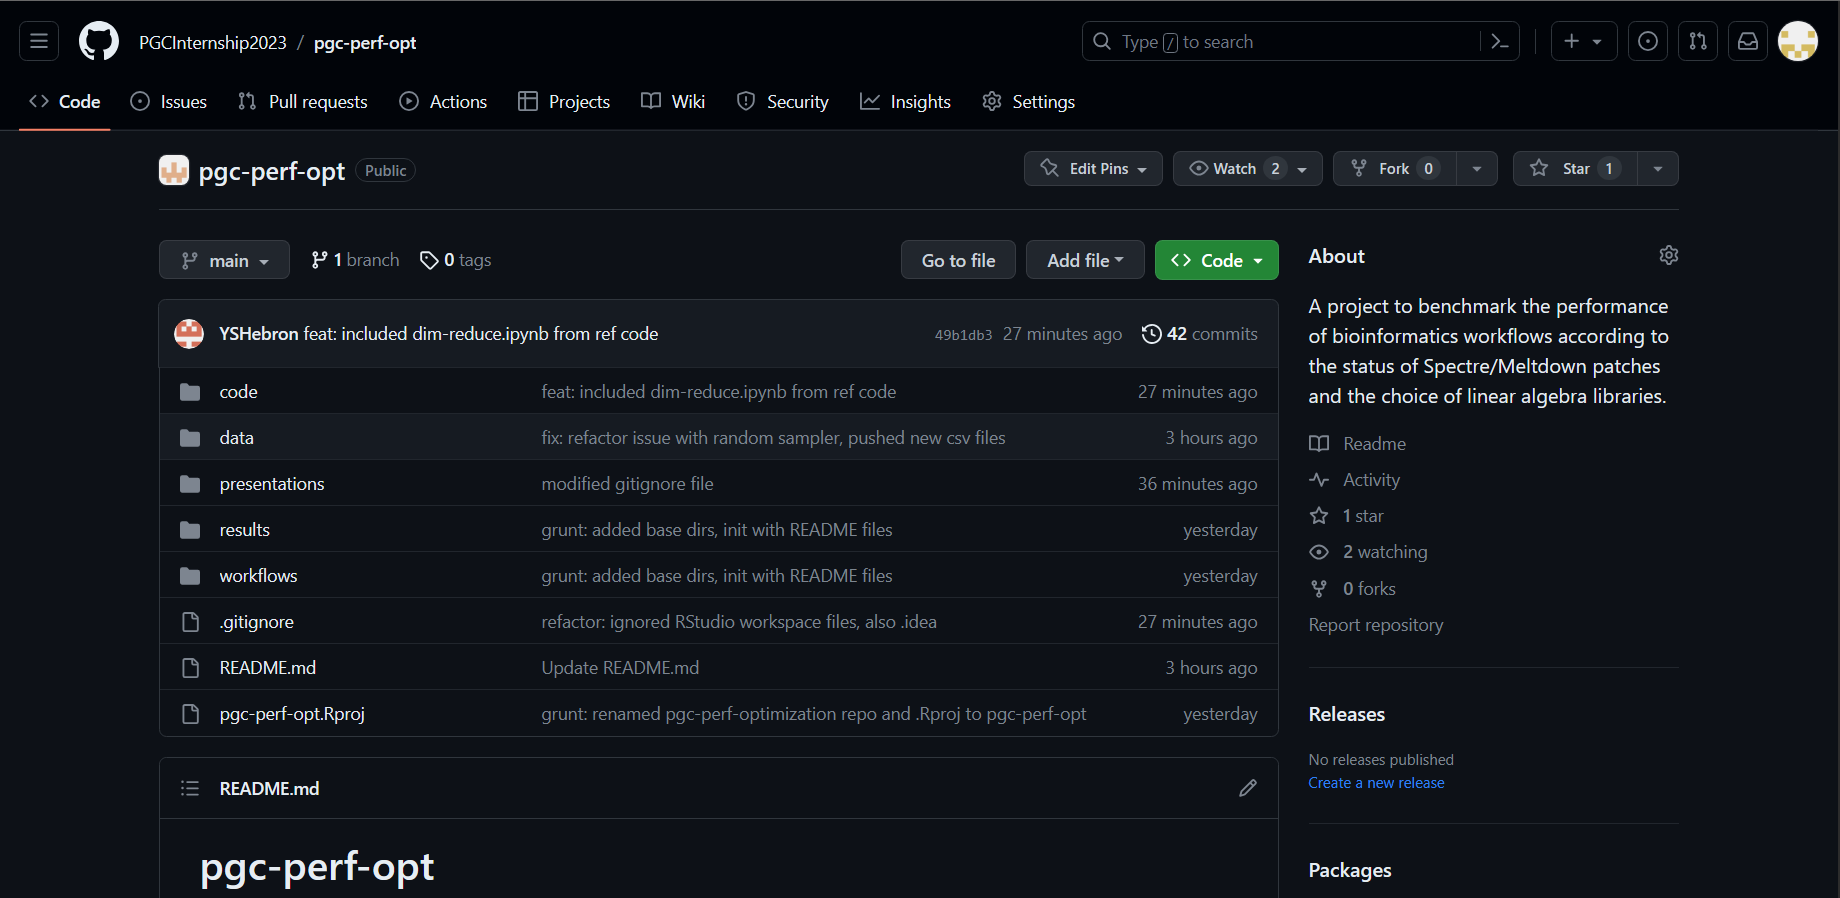 PGCInternship2023 / pgc-perf-opt
Type / to search
Code Issues Pull requests Actions Projects Wiki Security Insights Settings
pgc-perf-opt Public
Edit Pins Watch 2 Fork 0 Star 1
main 1 branch 0 tags Go to file Add file Code
YSHebron feat: included dim-reduce.ipynb from ref code 49b1db3 27 minutes ago 42 commits
code feat: included dim-reduce.ipynb from ref code 27 minutes ago
data fix: refactor issue with random sampler, pushed new csv files 3 hours ago
presentations modified gitignore file 36 minutes ago
results grunt: added base dirs, init with README files yesterday
workflows grunt: added base dirs, init with README files yesterday
.gitignore refactor: ignored RStudio workspace files, also .idea 27 minutes ago
README.md Update README.md 3 hours ago
pgc-perf-opt.Rproj grunt: renamed pgc-perf-optimization repo and .Rproj to pgc-perf-opt yesterday
README.md
pgc-perf-opt
About
A project to benchmark the performance
of bioinformatics workflows according to
the status of Spectre/Meltdown patches
and the choice of linear algebra libraries.
Readme
Activity
1 star
2 watching
0 forks
Report repository
Releases
No releases published
Create a new release
Packages